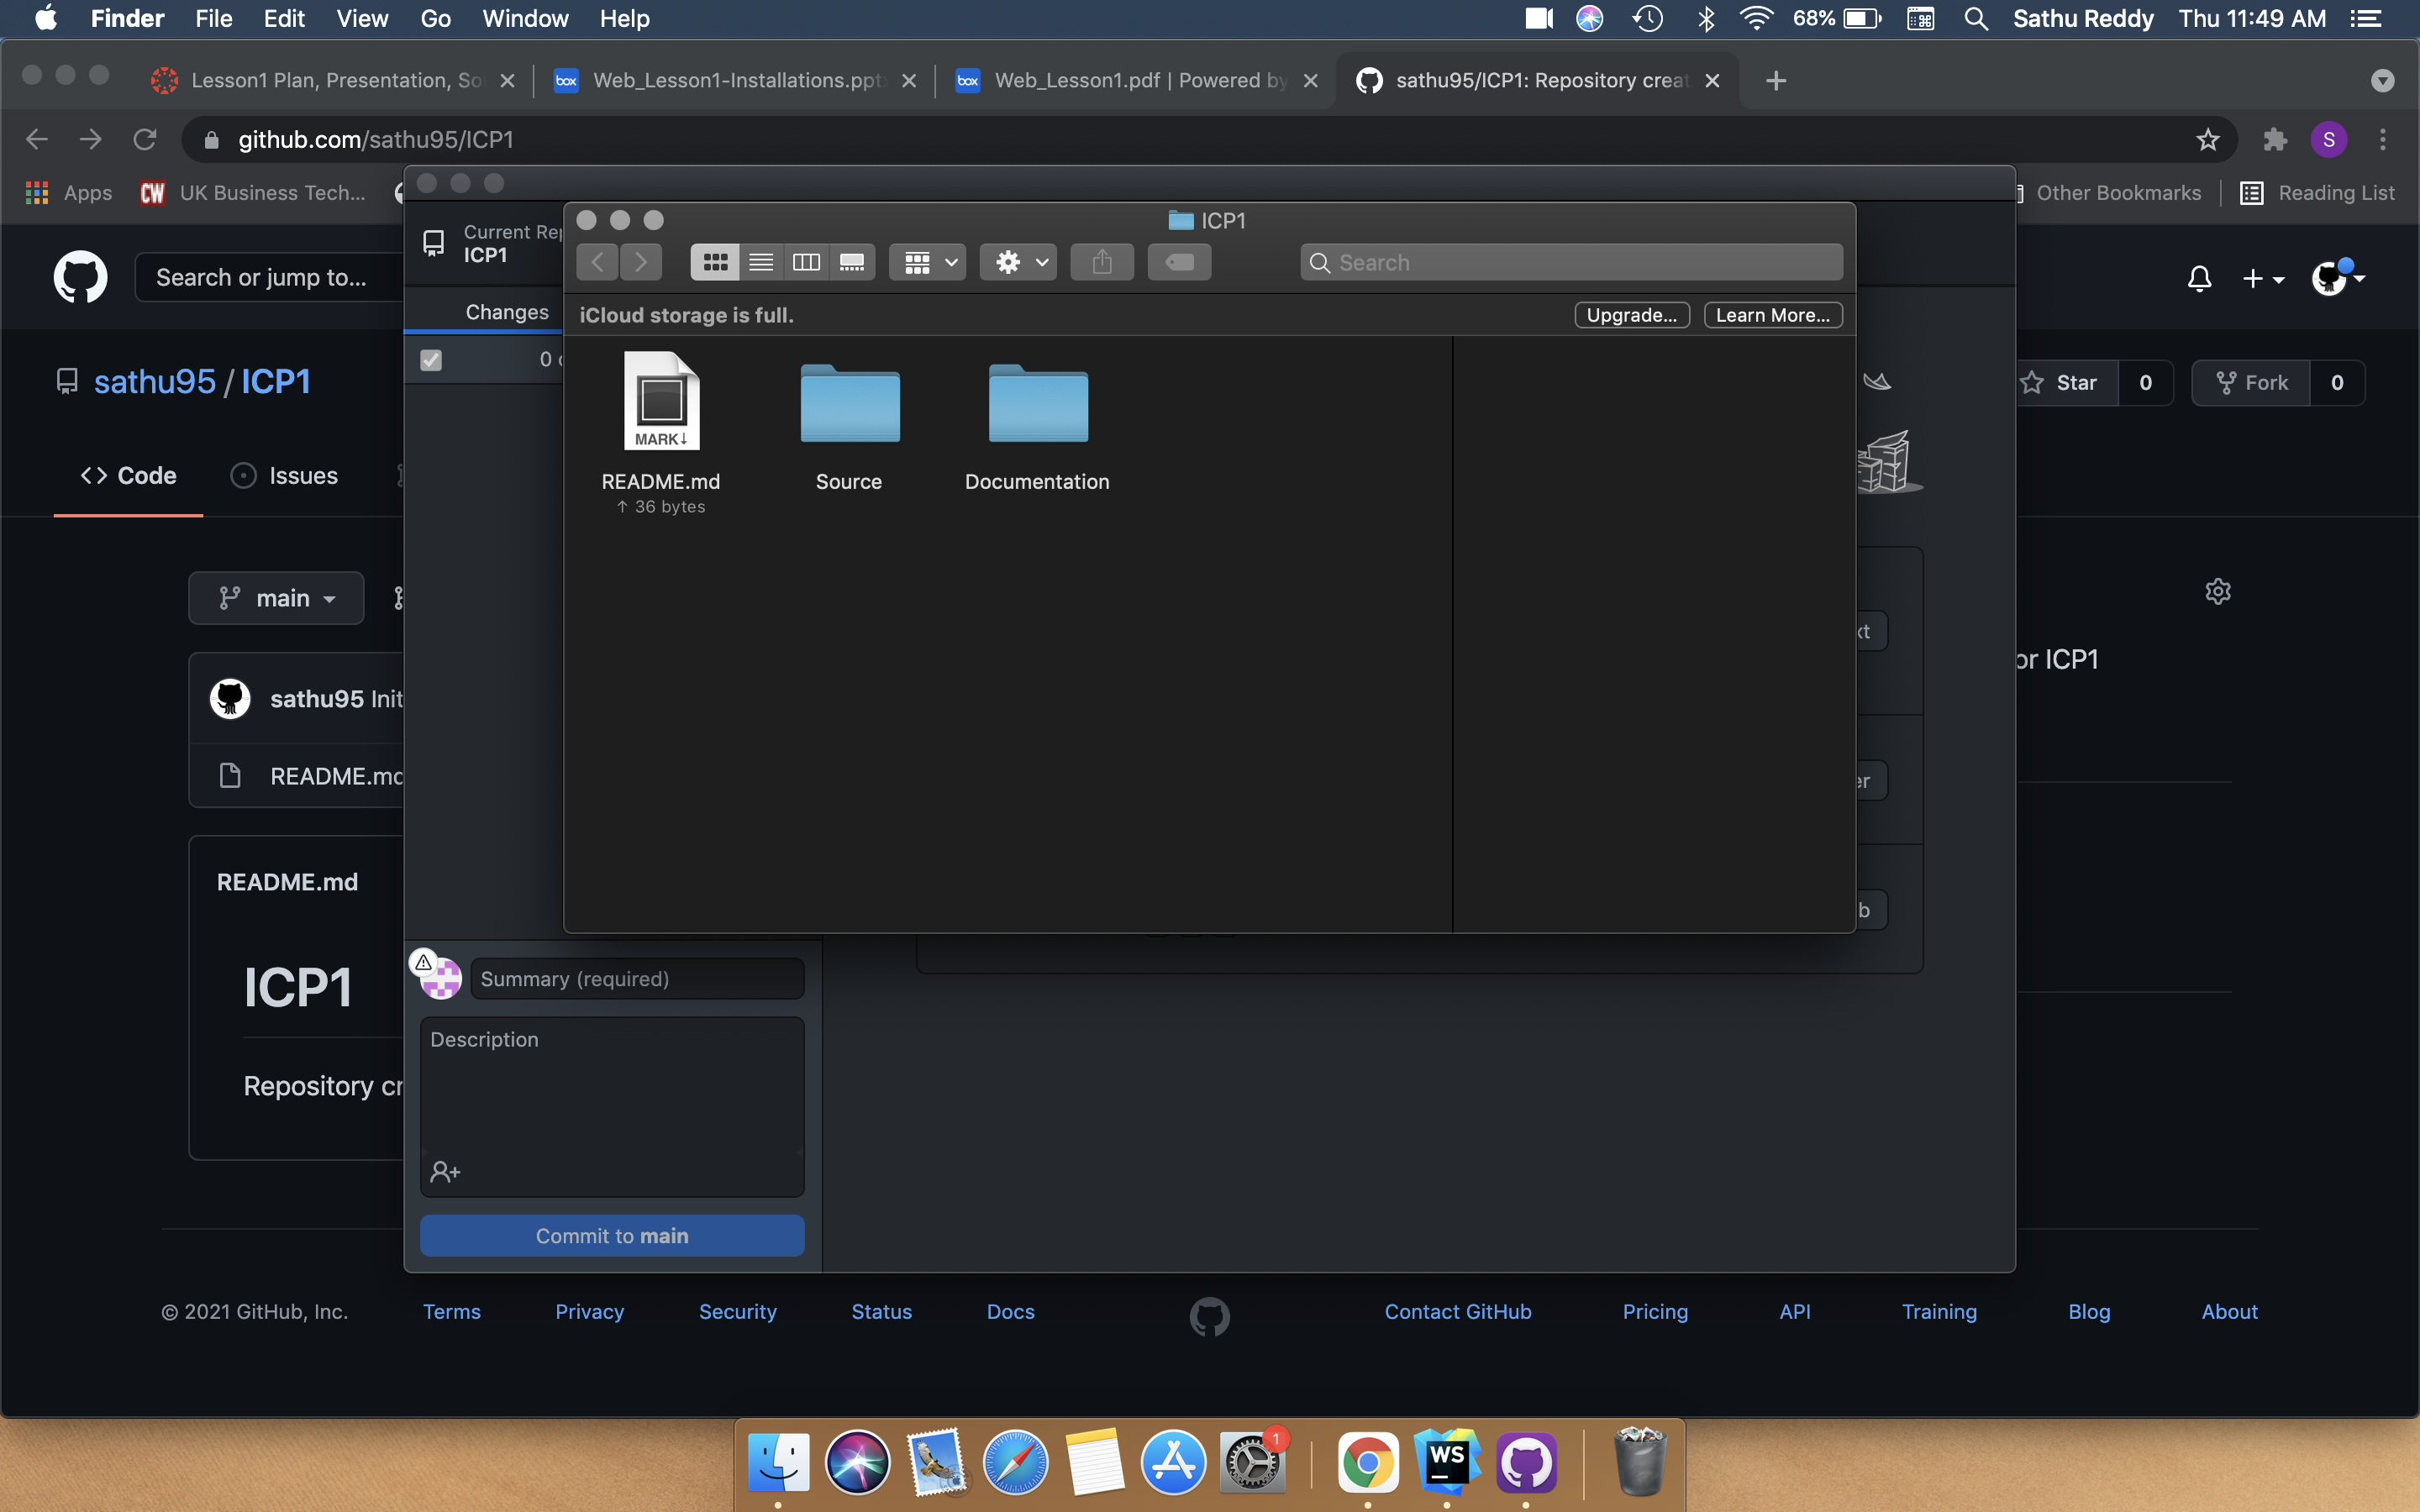 Finder File Edit View Go Window Help 68% Sathu Reddy Thu 11:49 AM
Lesson1 Plan, Presentation, So
box Web_Lesson1-Installations.ppt
box Web_Lesson1.pdf | Powered by
sathu95/ICP1: Repository creat
github.com/sathu95/ICP1
S
Apps
CW UK Business Tech...
Other Bookmarks
Reading List
Current Rep
ICP1
ICP1
Search
Search or jump to...
Changes
iCloud storage is full.
Upgrade...
Learn More...
0
sathu95 / ICP1
Star 0
Fork 0
MARK↓
README.md
↑ 36 bytes
Source
Documentation
Code
Issues
main
xt
or ICP1
sathu95 Init
README.md
er
README.md
b
ICP1
Summary (required)
Description
Repository cr
Commit to main
© 2021 GitHub, Inc. Terms Privacy Security Status Docs Contact GitHub Pricing API Training Blog About
1
WS